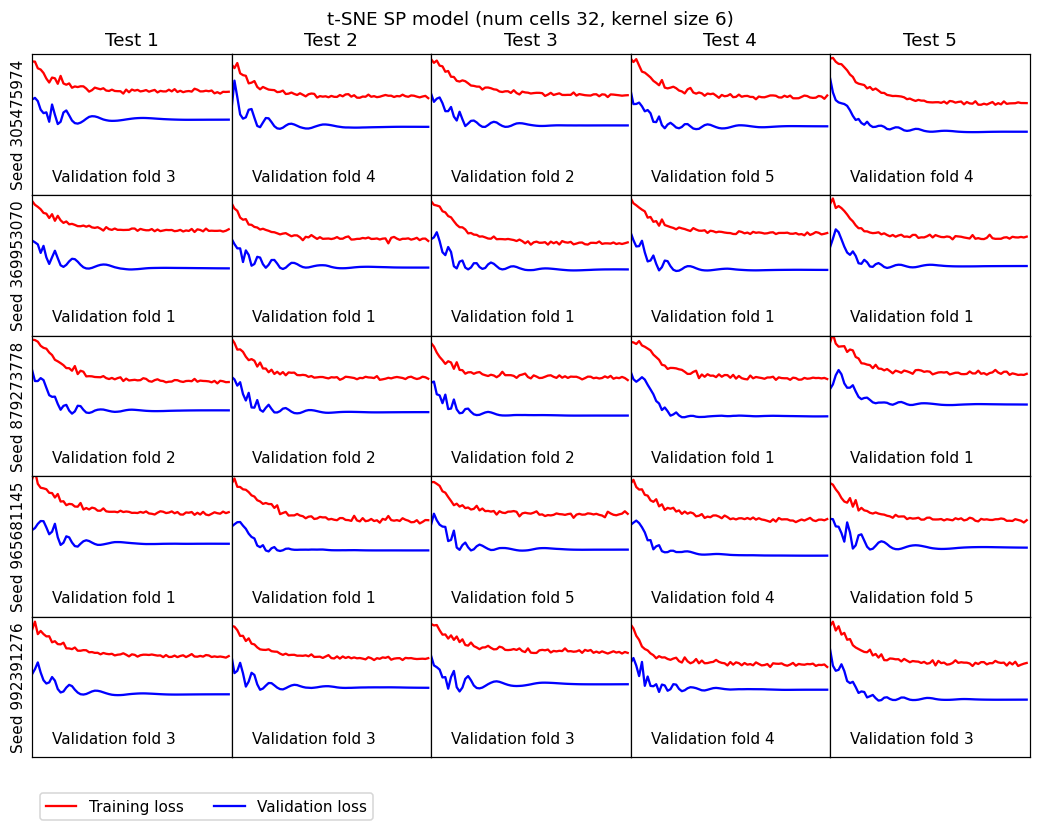 t-SNE SP model (num cells 32, kernel size 6)
Test 1 Test 2 Test 3 Test 4 Test 5
Seed 3054759974
Validation fold 3 Validation fold 4 Validation fold 2 Validation fold 5 Validation fold 4
Seed 3699953070
Validation fold 1 Validation fold 1 Validation fold 1 Validation fold 1 Validation fold 1
Seed 8792773778
Validation fold 2 Validation fold 2 Validation fold 2 Validation fold 1 Validation fold 1
Seed 9656811145
Validation fold 1 Validation fold 1 Validation fold 5 Validation fold 4 Validation fold 5
Seed 9923912276
Validation fold 3 Validation fold 3 Validation fold 3 Validation fold 4 Validation fold 3
Training loss Validation loss